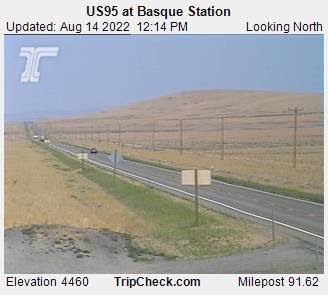 US95 at Basque Station
Updated: Aug 14 2022 12:14 PM Looking North
Elevation 4460 TripCheck.com Milepost 91.62